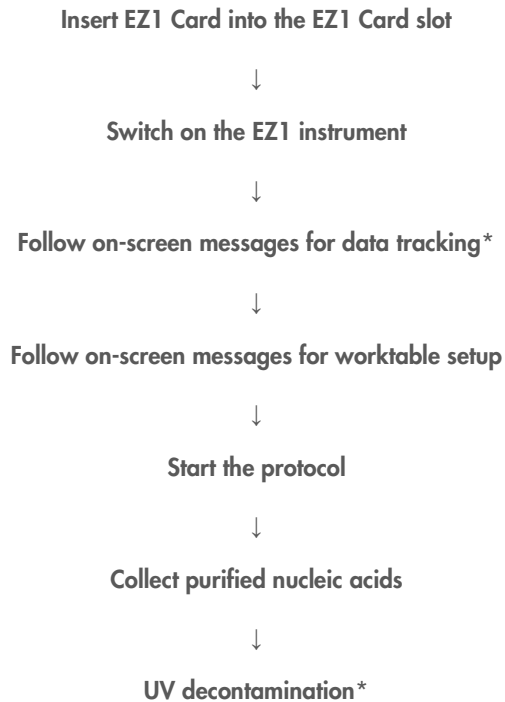 Insert EZ1 Card into the EZ1 Card slot
↓
Switch on the EZ1 instrument
↓
Follow on-screen messages for data tracking*
↓
Follow on-screen messages for worktable setup
↓
Start the protocol
↓
Collect purified nucleic acids
↓
UV decontamination*